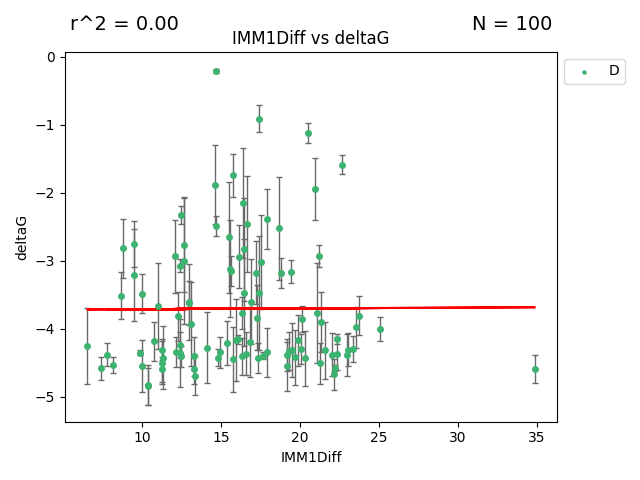 r^2 = 0.00
N = 100
IMM1Diff vs deltaG
D
0
−1
−2
−3
−4
−5
deltaG
10 15 20 25 30 35
IMM1Diff